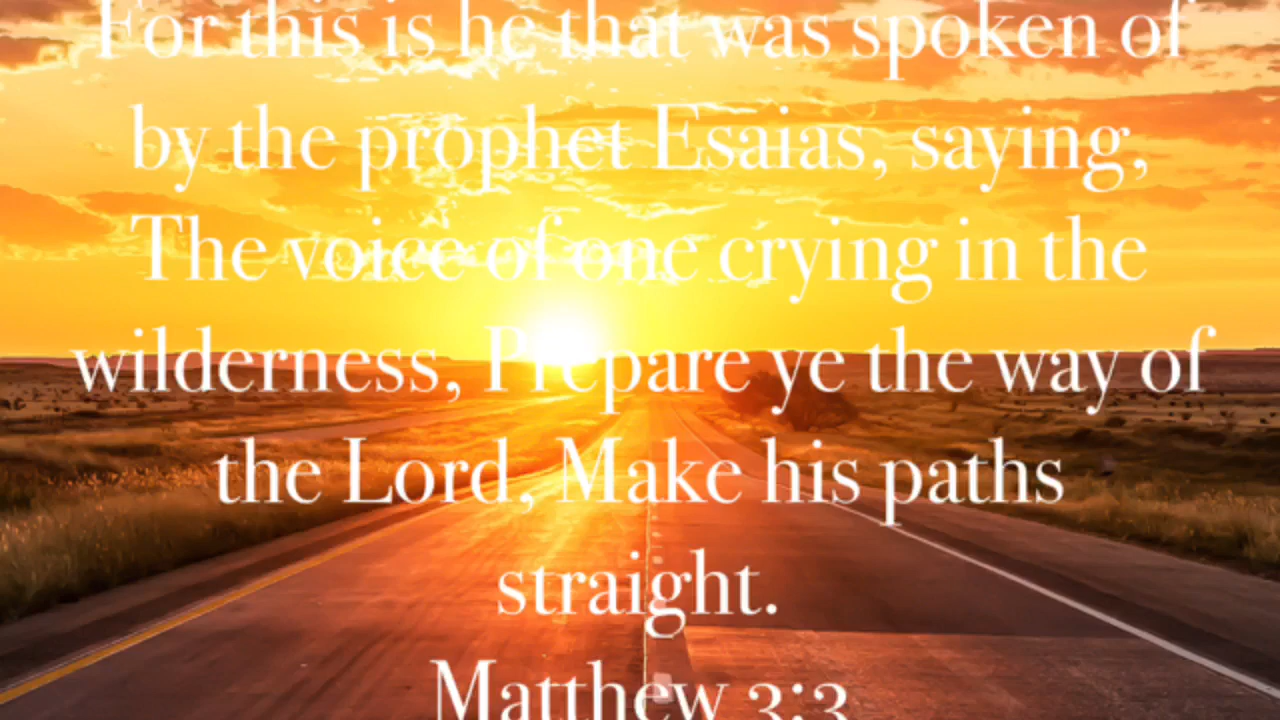 For this is he that was spoken of
by the prophet Esaias, saying,
The voice of one crying in the
wilderness, Prepare ye the way of
the Lord, Make his paths
straight.
Matthew 3:3